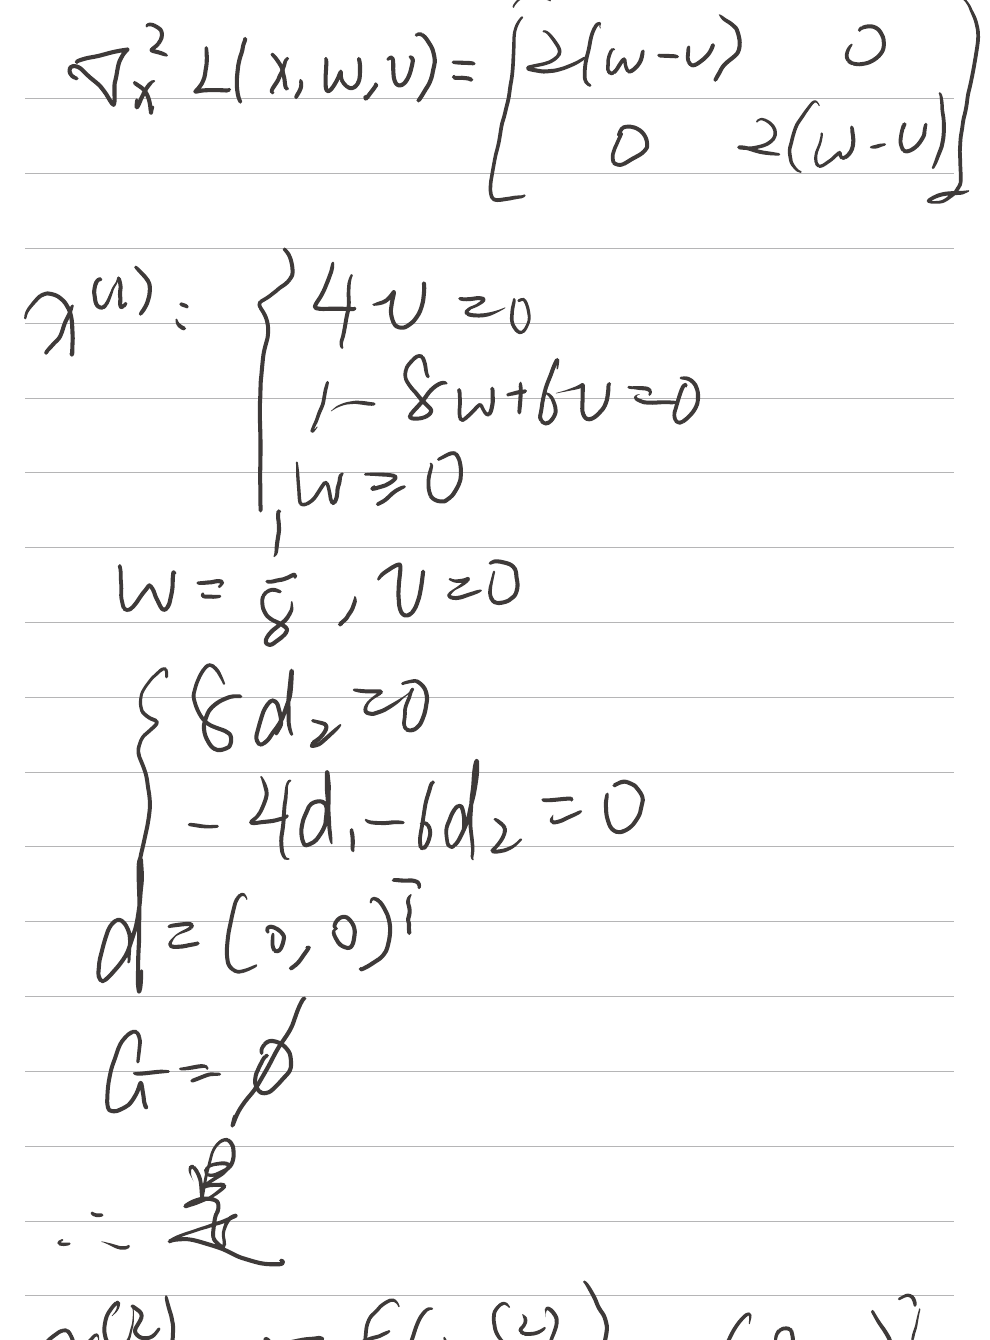 ∇ₓ² L(x, w, v) = [2(w-v) 0
0 2(w-v)]
x⁽¹⁾: { 4v=0
1-8w+6v=0
w≥0
w=1/8, v=0
{ 8d₂=0
-4d₁-6d₂=0
d=(0,0)ᵀ
G=∅
∴ 是